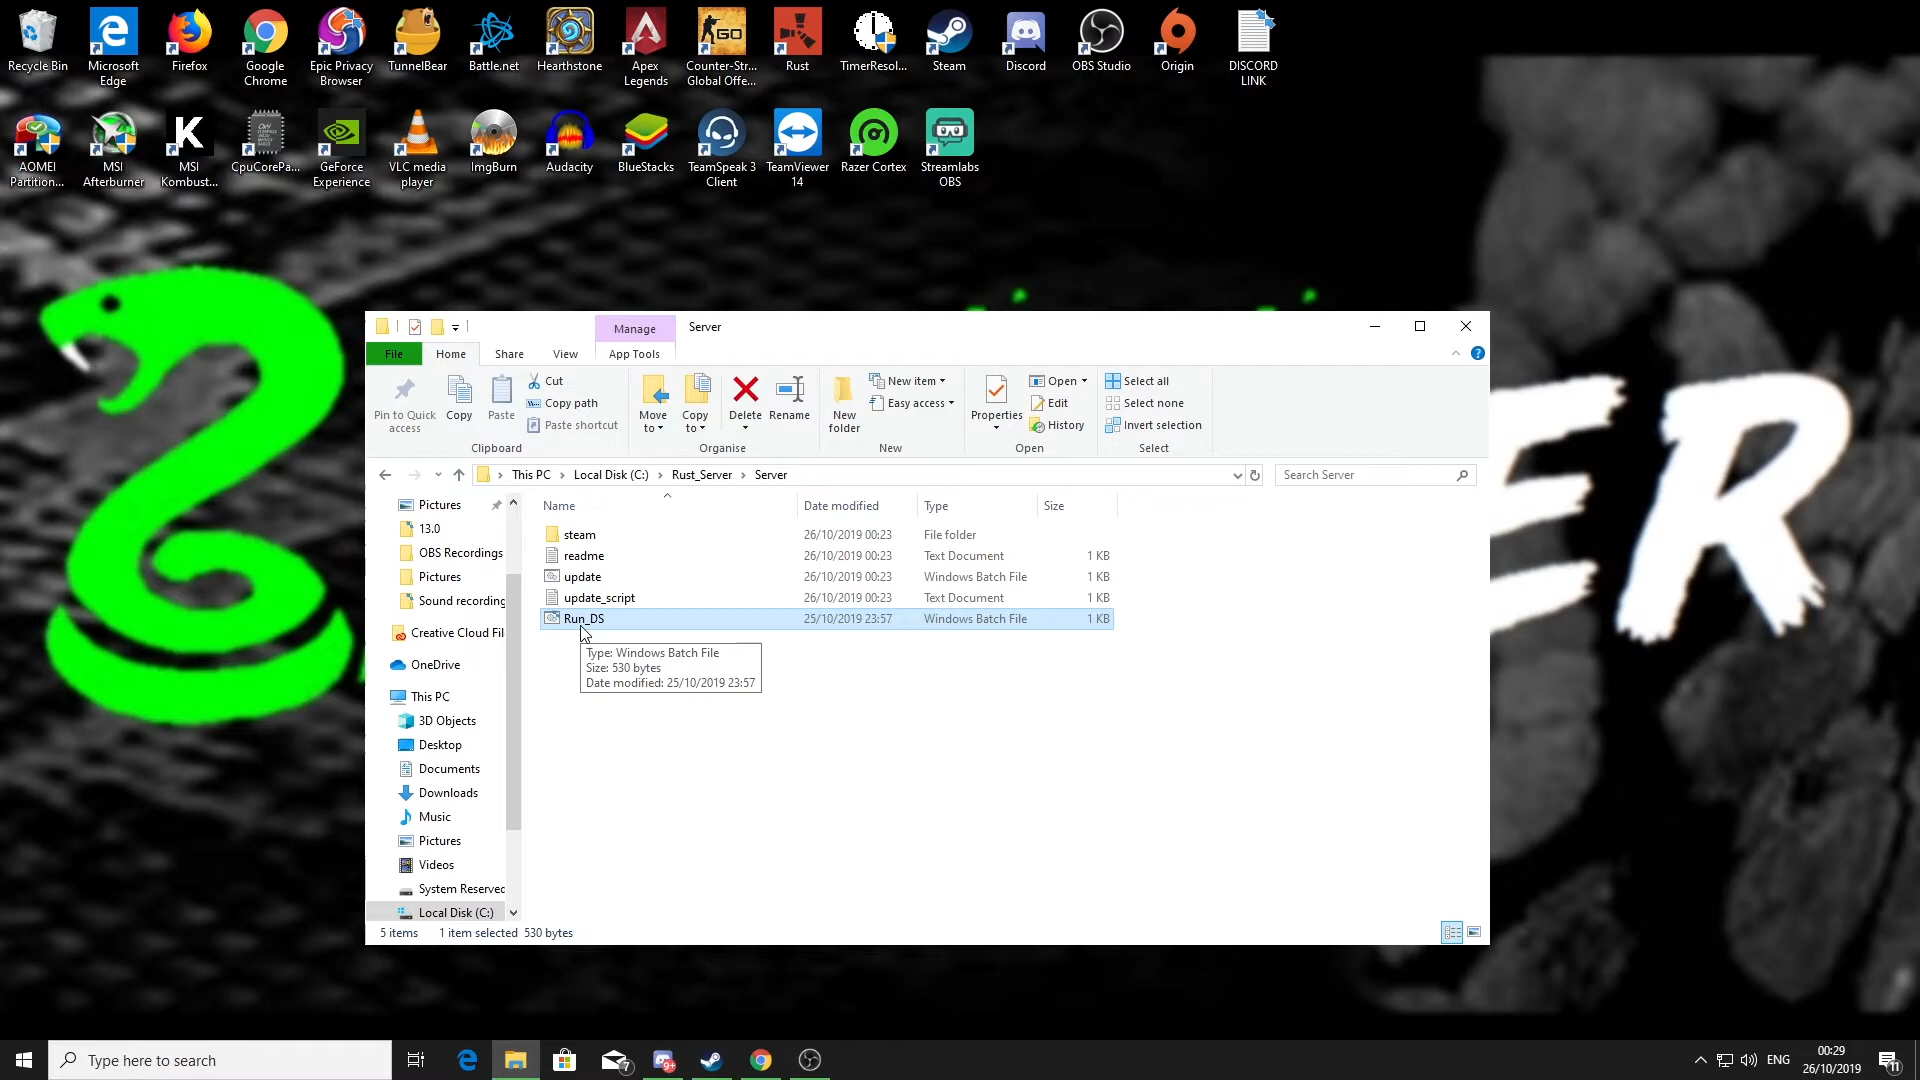 Recycle Bin
Microsoft
Edge
Firefox
Google
Chrome
Epic Privacy
Browser
TunnelBear
Battle.net
Hearthstone
Apex
Legends
Counter-Str...
Global Offe...
Rust
TimerResol...
Steam
Discord
OBS Studio
Origin
DISCORD
LINK
AOMEI
Partition...
MSI
Afterburner
MSI
Kombust...
CpuCorePa...
GeForce
Experience
VLC media
player
ImgBurn
Audacity
BlueStacks
TeamSpeak 3
Client
TeamViewer
14
Razer Cortex
Streamlabs
OBS
ER
Manage
Server
File
Home
Share
View
App Tools
Pin to Quick
access
Copy
Paste
Cut
Copy path
Paste shortcut
Clipboard
Move
to
Copy
to
Delete
Rename
Organise
New
folder
New item
Easy access
New
Properties
Open
Edit
History
Open
Select all
Select none
Invert selection
Select
This PC
Local Disk (C:)
Rust_Server
Server
Search Server
Pictures
13.0
OBS Recordings
Pictures
Sound recording
Creative Cloud Fil
OneDrive
This PC
3D Objects
Desktop
Documents
Downloads
Music
Pictures
Videos
System Reserved
Local Disk (C:)
Name Date modified Type Size
steam 26/10/2019 00:23 File folder
readme 26/10/2019 00:23 Text Document 1 KB
update 26/10/2019 00:23 Windows Batch File 1 KB
update_script 26/10/2019 00:23 Text Document 1 KB
Run_DS 25/10/2019 23:57 Windows Batch File 1 KB
Type: Windows Batch File
Size: 530 bytes
Date modified: 25/10/2019 23:57
5 items 1 item selected 530 bytes
Type here to search
7
9+
ENG
00:29
26/10/2019
11